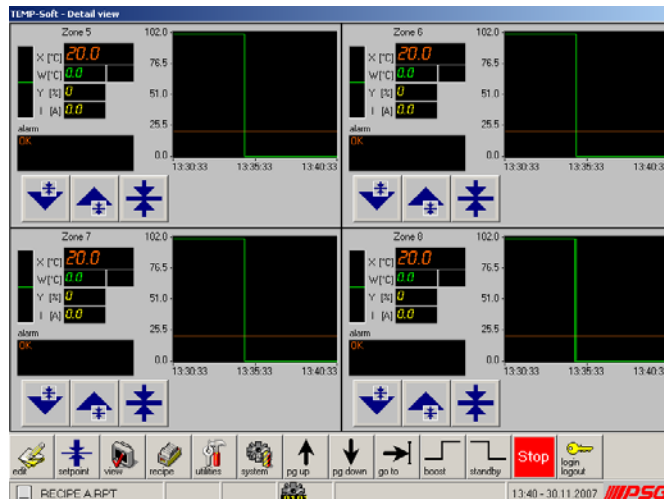 TEMP-Soft - Detail view
Zone 5
X [°C] 20.0
W[°C] 0.0
Y [%] 0
I [A] 0.0
alarm
OK
102.0
76.5
51.0
25.5
0.0
13:30:33 13:35:33 13:40:33
Zone 6
X [°C] 20.0
W[°C] 0.0
Y [%] 0
I [A] 0.0
alarm
OK
102.0
76.5
51.0
25.5
0.0
13:30:33 13:35:33 13:40:33
Zone 7
X [°C] 20.0
W[°C] 0.0
Y [%] 0
I [A] 0.0
alarm
OK
102.0
76.5
51.0
25.5
0.0
13:30:33 13:35:33 13:40:33
Zone 8
X [°C] 20.0
W[°C] 0.0
Y [%] 0
I [A] 0.0
alarm
OK
102.0
76.5
51.0
25.5
0.0
13:30:33 13:35:33 13:40:33
edit setpoint view recipe utilities system pg up pg down go to boost standby Stop login logout
RECIPE A.RPT 13:40 - 30.11.2007 PSG